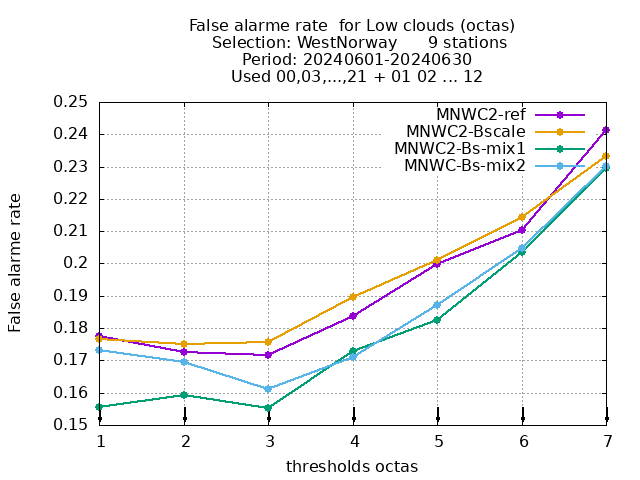 False alarme rate  for Low clouds (octas)
Selection: WestNorway      9 stations
Period: 20240601-20240630
Used 00,03,...,21 + 01 02 ... 12
MNWC2-ref
MNWC2-Bscale
MNWC2-Bs-mix1
MNWC-Bs-mix2
False alarme rate
0.25
0.24
0.23
0.22
0.21
0.2
0.19
0.18
0.17
0.16
0.15
1 2 3 4 5 6 7
thresholds octas